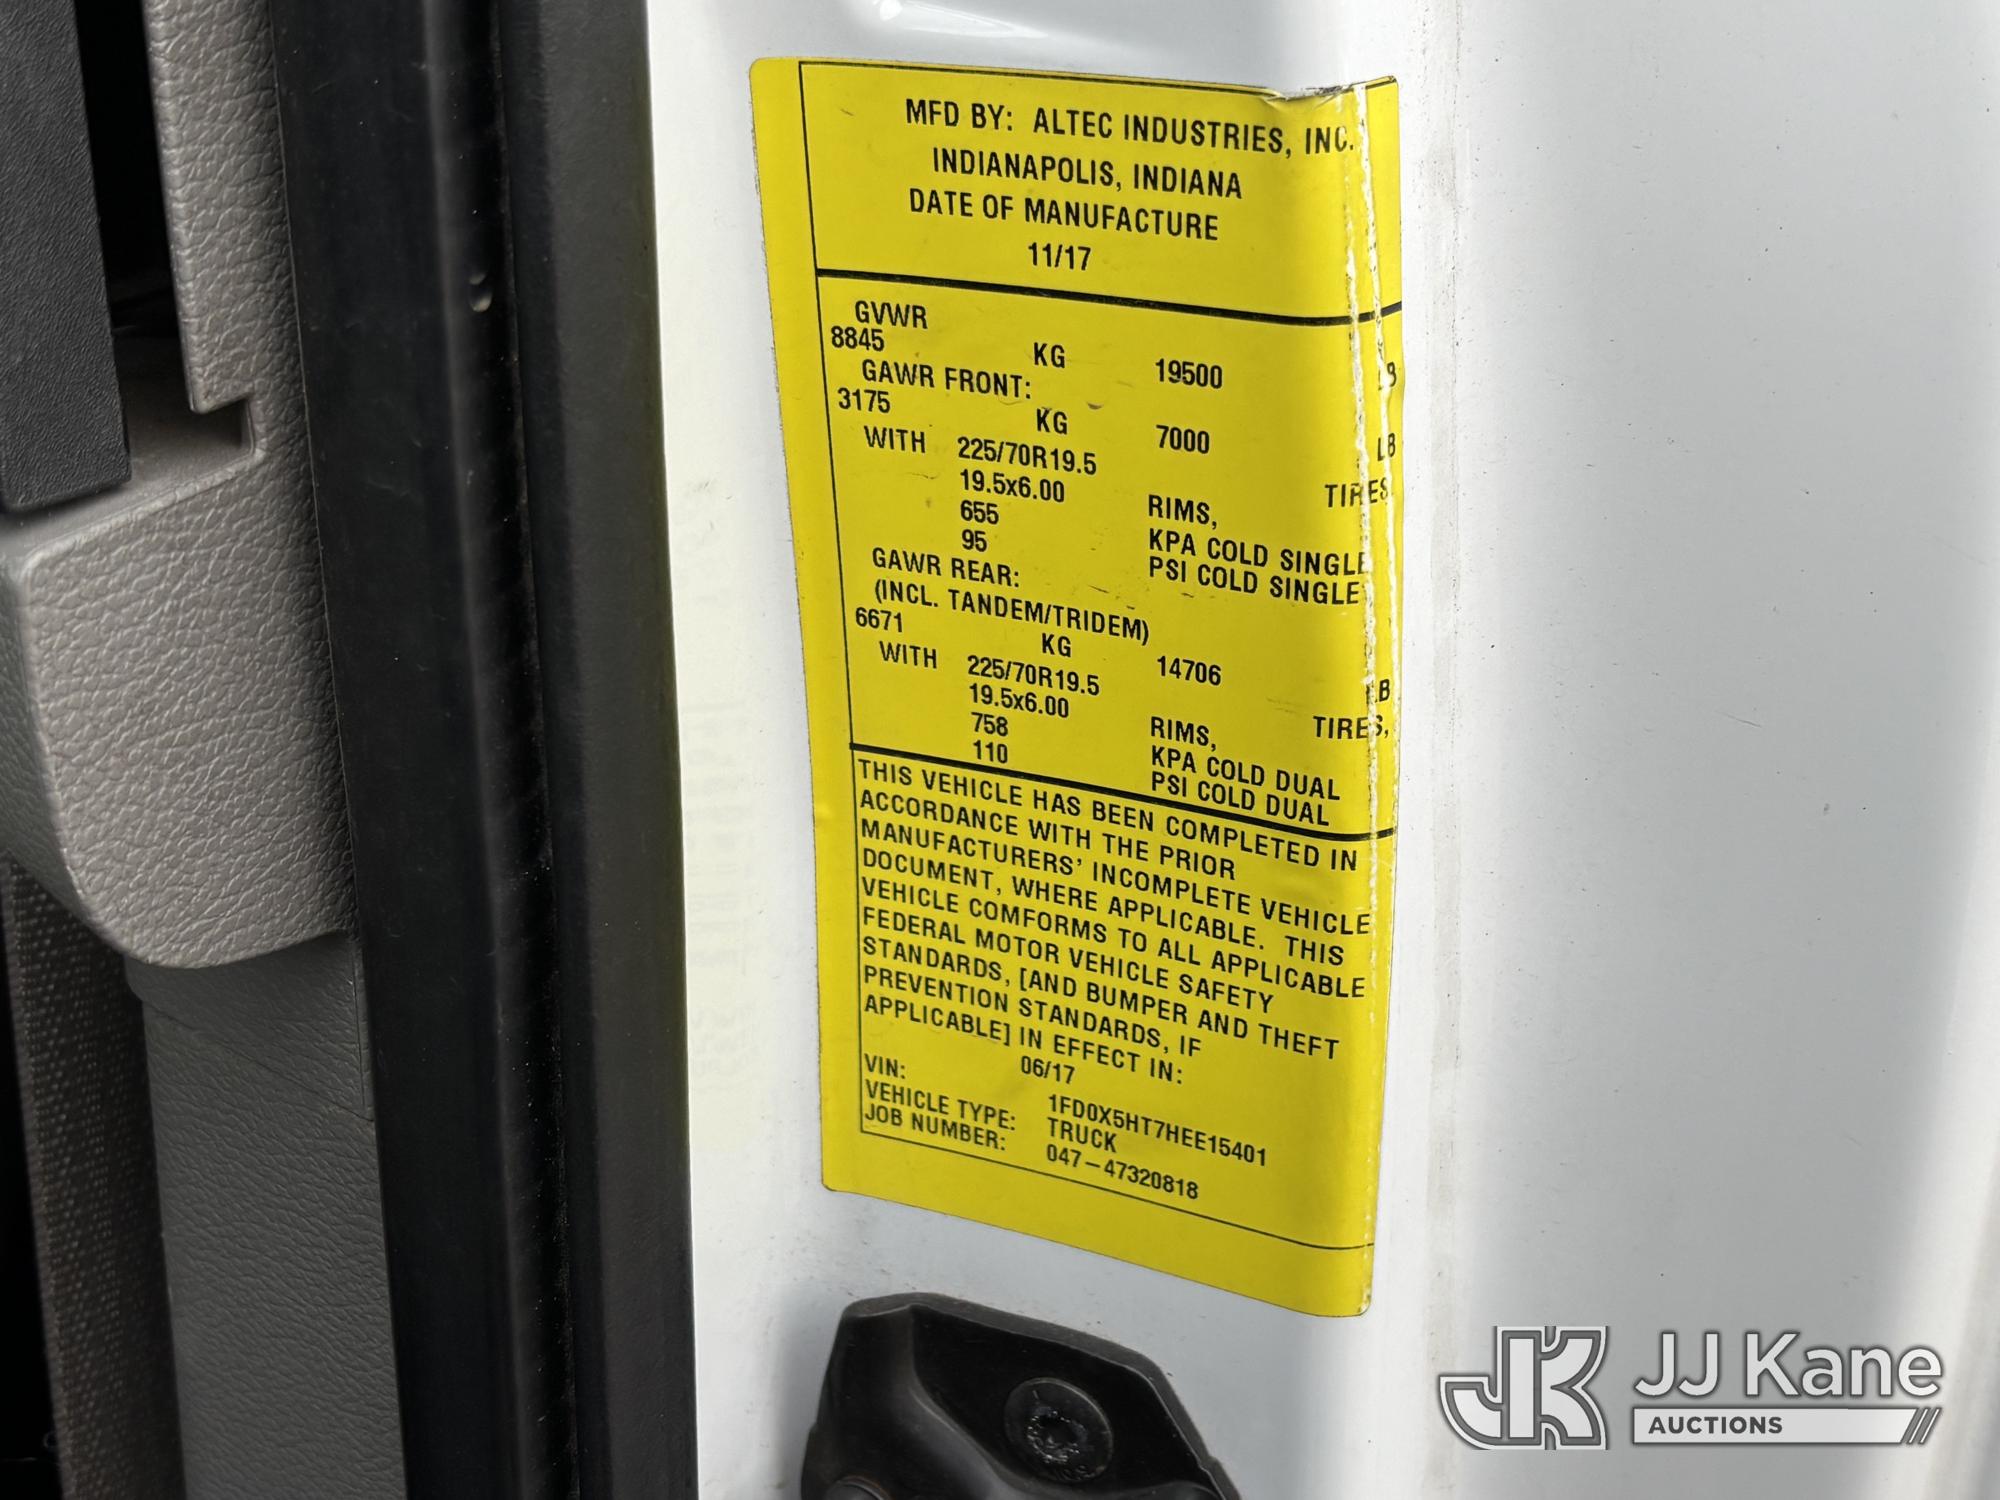 MFD BY: ALTEC INDUSTRIES, INC.
INDIANAPOLIS, INDIANA
DATE OF MANUFACTURE
11/17
GVWR
8845 KG 19500 LB
GAWR FRONT:
3175 KG 7000 LB
WITH 225/70R19.5 TIRES,
19.5x6.00 RIMS,
655 KPA COLD SINGLE
95 PSI COLD SINGLE
GAWR REAR:
(INCL. TANDEM/TRIDEM)
6671 KG 14706 LB
WITH 225/70R19.5 TIRES,
19.5x6.00 RIMS,
758 KPA COLD DUAL
110 PSI COLD DUAL
THIS VEHICLE HAS BEEN COMPLETED IN
ACCORDANCE WITH THE PRIOR
MANUFACTURERS' INCOMPLETE VEHICLE
DOCUMENT, WHERE APPLICABLE. THIS
VEHICLE COMFORMS TO ALL APPLICABLE
FEDERAL MOTOR VEHICLE SAFETY
STANDARDS, [AND BUMPER AND THEFT
PREVENTION STANDARDS, IF
APPLICABLE] IN EFFECT IN:
06/17
VIN: 1FD0X5HT7HEE15401
VEHICLE TYPE: TRUCK
JOB NUMBER: 047-47320818
JK JJ Kane
AUCTIONS